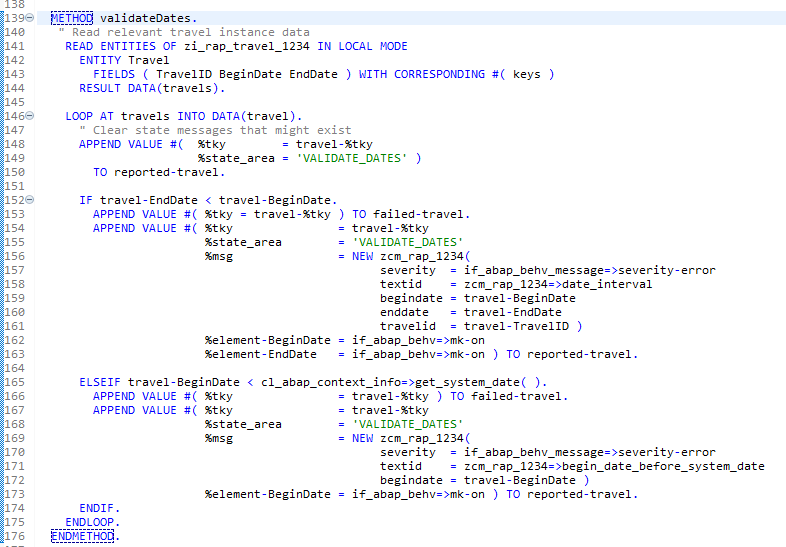 138
139 METHOD validateDates.
140 " Read relevant travel instance data
141 READ ENTITIES OF zi_rap_travel_1234 IN LOCAL MODE
142 ENTITY Travel
143 FIELDS ( TravelID BeginDate EndDate ) WITH CORRESPONDING #( keys )
144 RESULT DATA(travels).
145
146 LOOP AT travels INTO DATA(travel).
147 " Clear state messages that might exist
148 APPEND VALUE #( %tky = travel-%tky
149 %state_area = 'VALIDATE_DATES' )
150 TO reported-travel.
151
152 IF travel-EndDate < travel-BeginDate.
153 APPEND VALUE #( %tky = travel-%tky ) TO failed-travel.
154 APPEND VALUE #( %tky = travel-%tky
155 %state_area = 'VALIDATE_DATES'
156 %msg = NEW zcm_rap_1234(
157 severity = if_abap_behv_message=>severity-error
158 textid = zcm_rap_1234=>date_interval
159 begindate = travel-BeginDate
160 enddate = travel-EndDate
161 travelid = travel-TravelID )
162 %element-BeginDate = if_abap_behv=>mk-on
163 %element-EndDate = if_abap_behv=>mk-on ) TO reported-travel.
164
165 ELSEIF travel-BeginDate < cl_abap_context_info=>get_system_date( ).
166 APPEND VALUE #( %tky = travel-%tky ) TO failed-travel.
167 APPEND VALUE #( %tky = travel-%tky
168 %state_area = 'VALIDATE_DATES'
169 %msg = NEW zcm_rap_1234(
170 severity = if_abap_behv_message=>severity-error
171 textid = zcm_rap_1234=>begin_date_before_system_date
172 begindate = travel-BeginDate )
173 %element-BeginDate = if_abap_behv=>mk-on ) TO reported-travel.
174 ENDIF.
175 ENDLOOP.
176 ENDMETHOD.